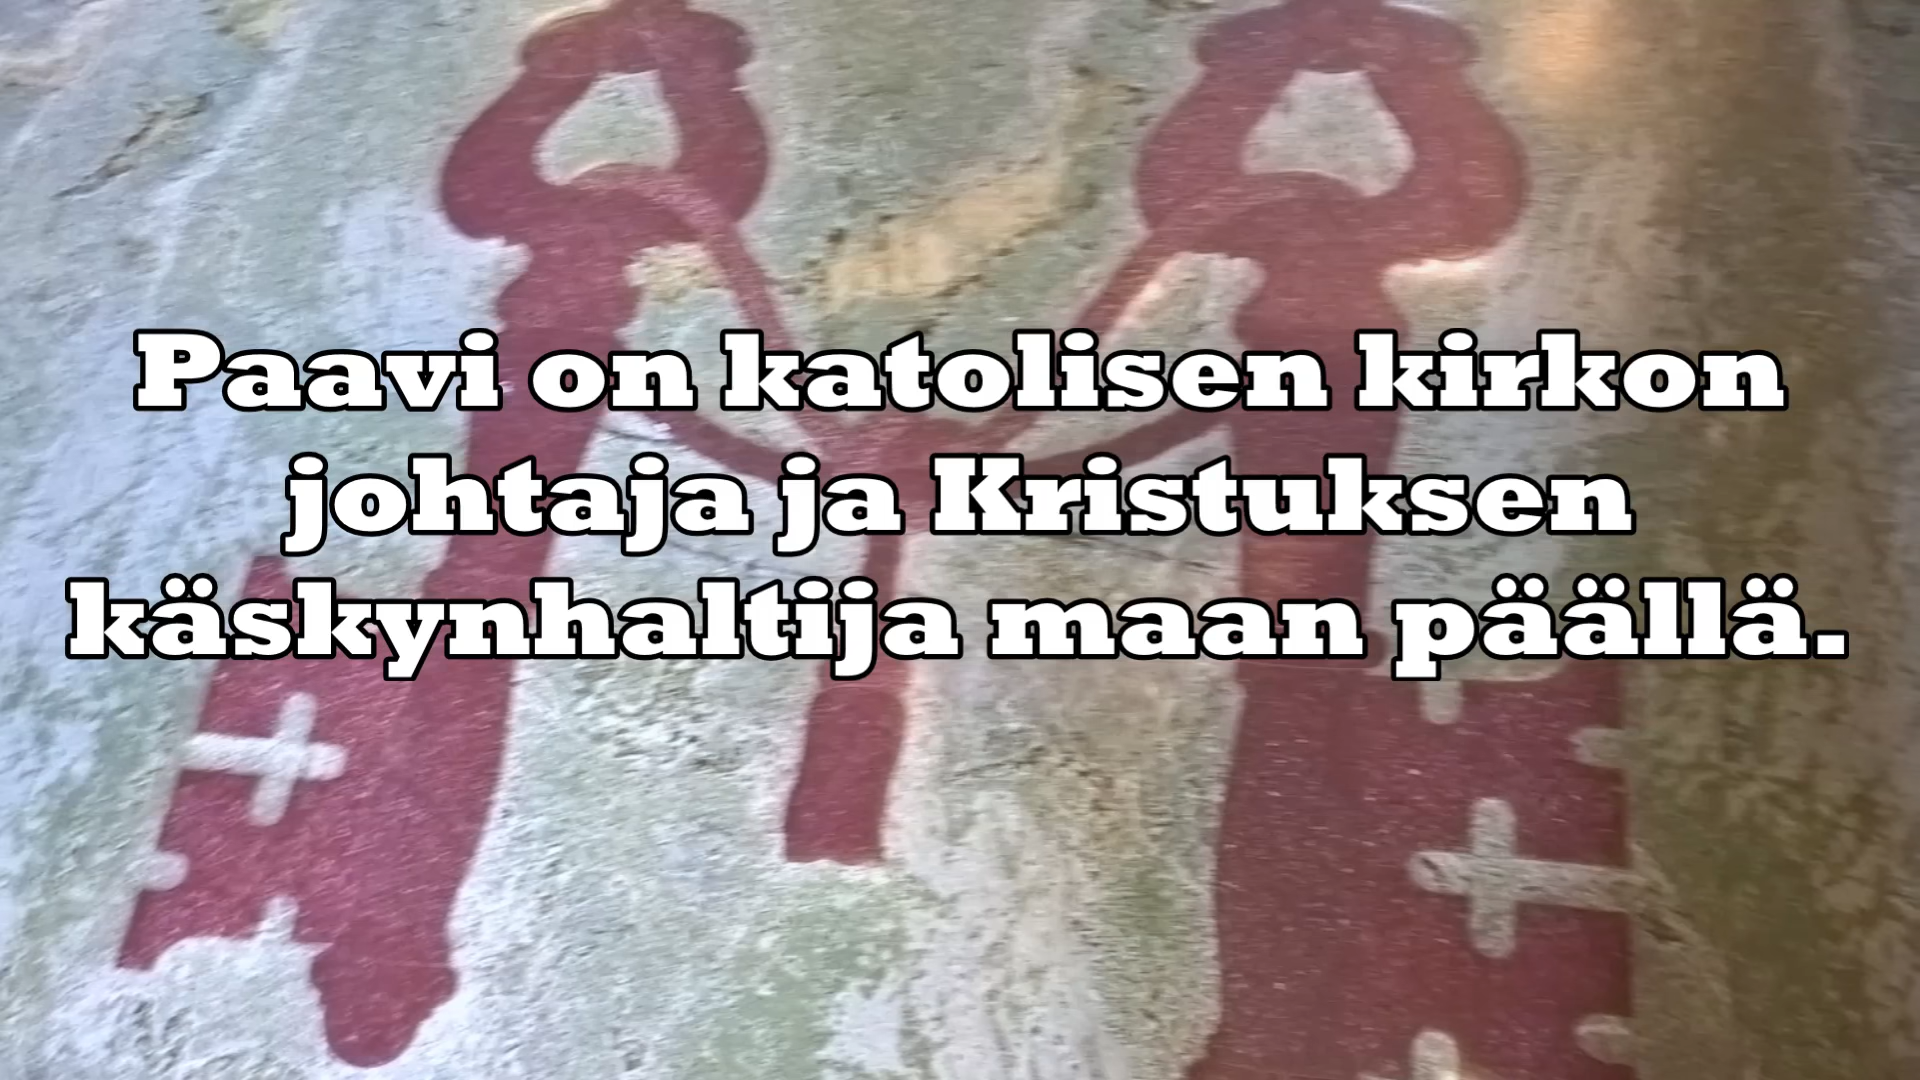 Paavi on katolisen kirkon
johtaja ja Kristuksen
käskynhaltija maan päällä.